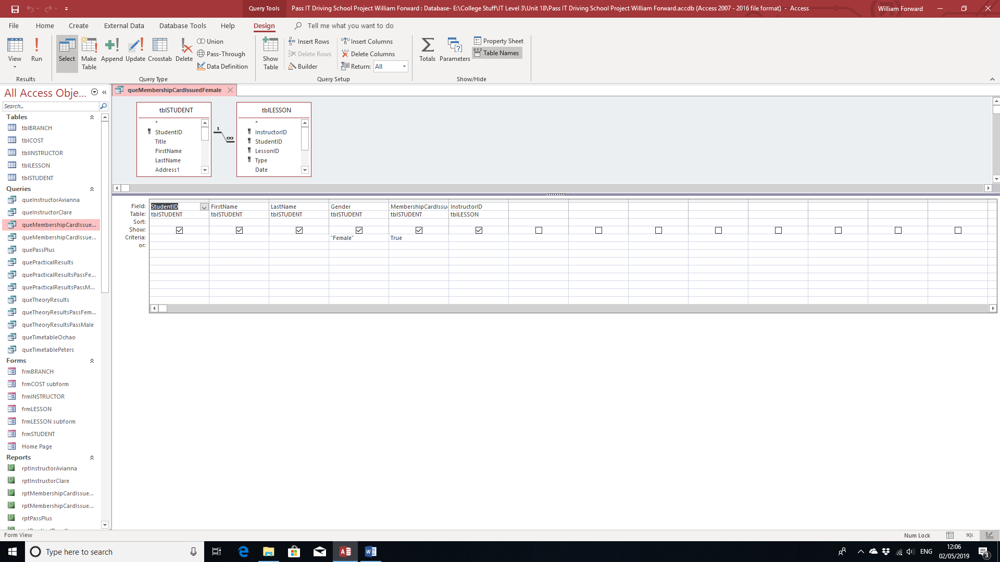 Query Tools
Pass IT Driving School Project William Forward : Database- E:\College Stuff\IT Level 3\Unit 18\Pass IT Driving School Project William Forward.accdb (Access 2007 - 2016 file format) - Access
William Forward
File Home Create External Data Database Tools Help Design Tell me what you want to do
View
Run
Select
Make Table
Append
Update
Crosstab
Delete
Union
Pass-Through
Data Definition
Show Table
Insert Rows
Delete Rows
Builder
Insert Columns
Delete Columns
Return: All
Totals
Parameters
Property Sheet
Table Names
Results
Query Type
Query Setup
Show/Hide
All Access Obje...
Search...
Tables
tblBRANCH
tblCOST
tblINSTRUCTOR
tblLESSON
tblSTUDENT
Queries
queInstructorAvianna
queInstructorClare
queMembershipCardIssue...
queMembershipCardIssue...
quePassPlus
quePracticalResults
quePracticalResultsPassFe...
quePracticalResultsPassM...
queTheoryResults
queTheoryResultsPassFem...
queTheoryResultsPassMale
queTimetableOchao
queTimetablePeters
Forms
frmBRANCH
frmCOST subform
frmINSTRUCTOR
frmLESSON
frmLESSON subform
frmSTUDENT
Home Page
Reports
rptInstructorAvianna
rptInstructorClare
rptMembershipCardIssue...
rptMembershipCardIssue...
rptPassPlus
queMembershipCardIssuedFemale
tblSTUDENT
*
StudentID
Title
FirstName
LastName
Address1
1
∞
tblLESSON
*
InstructorID
StudentID
LessonID
Type
Date
Field: StudentID FirstName LastName Gender MembershipCardIssu InstructorID
Table: tblSTUDENT tblSTUDENT tblSTUDENT tblSTUDENT tblSTUDENT tblLESSON
Sort:
Show:
Criteria: "Female" True
or:
Form View
Num Lock
SQL
Type here to search
ENG
12:06
02/05/2019
3